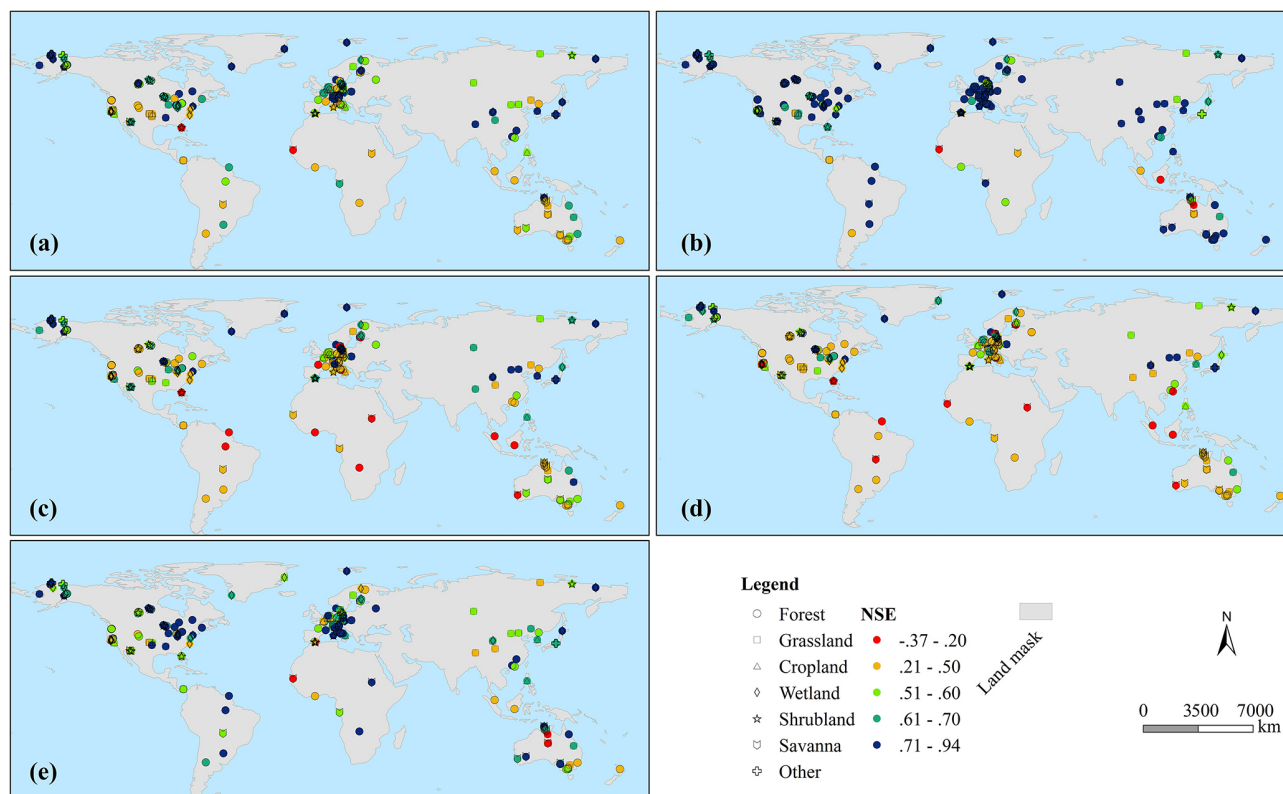 (a)
(b)
(c)
(d)
(e)
Legend
Forest NSE
Grassland -.37 - .20
Cropland .21 - .50
Wetland .51 - .60
Shrubland .61 - .70
Savanna .71 - .94
Other
Land mask
N
0 3500 7000
km